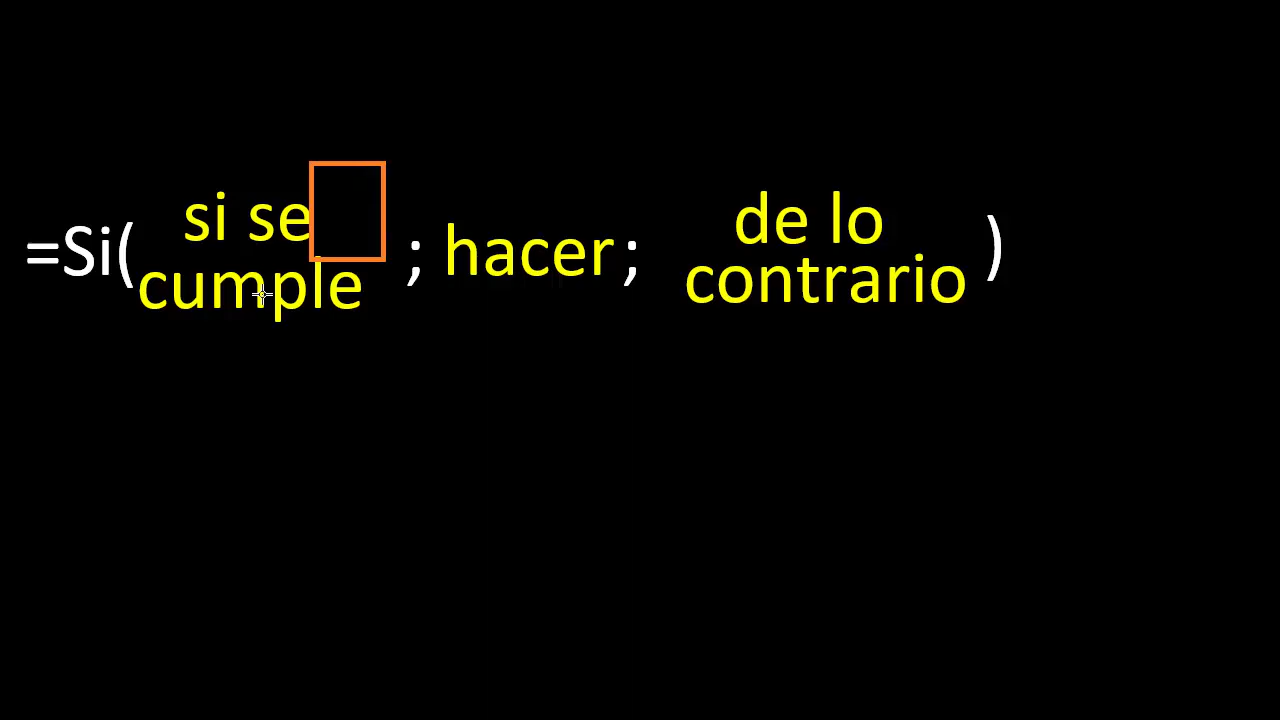 =Si( si se cumple ; hacer ; de lo contrario )